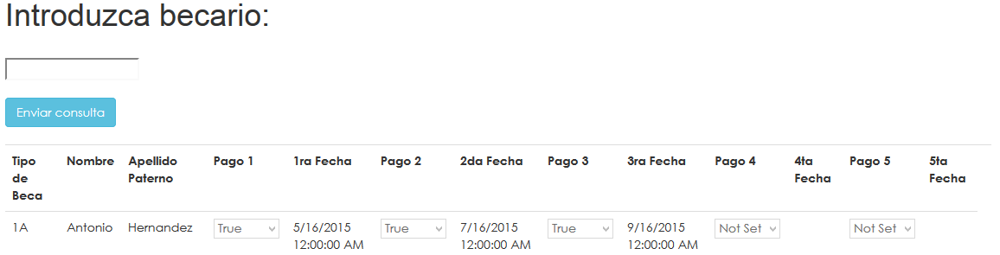 Introduzca becario:
Enviar consulta
Tipo de Beca Nombre Apellido Paterno Pago 1 1ra Fecha Pago 2 2da Fecha Pago 3 3ra Fecha Pago 4 4ta Fecha Pago 5 5ta Fecha
1A Antonio Hernandez True 5/16/2015 12:00:00 AM True 7/16/2015 12:00:00 AM True 9/16/2015 12:00:00 AM Not Set Not Set